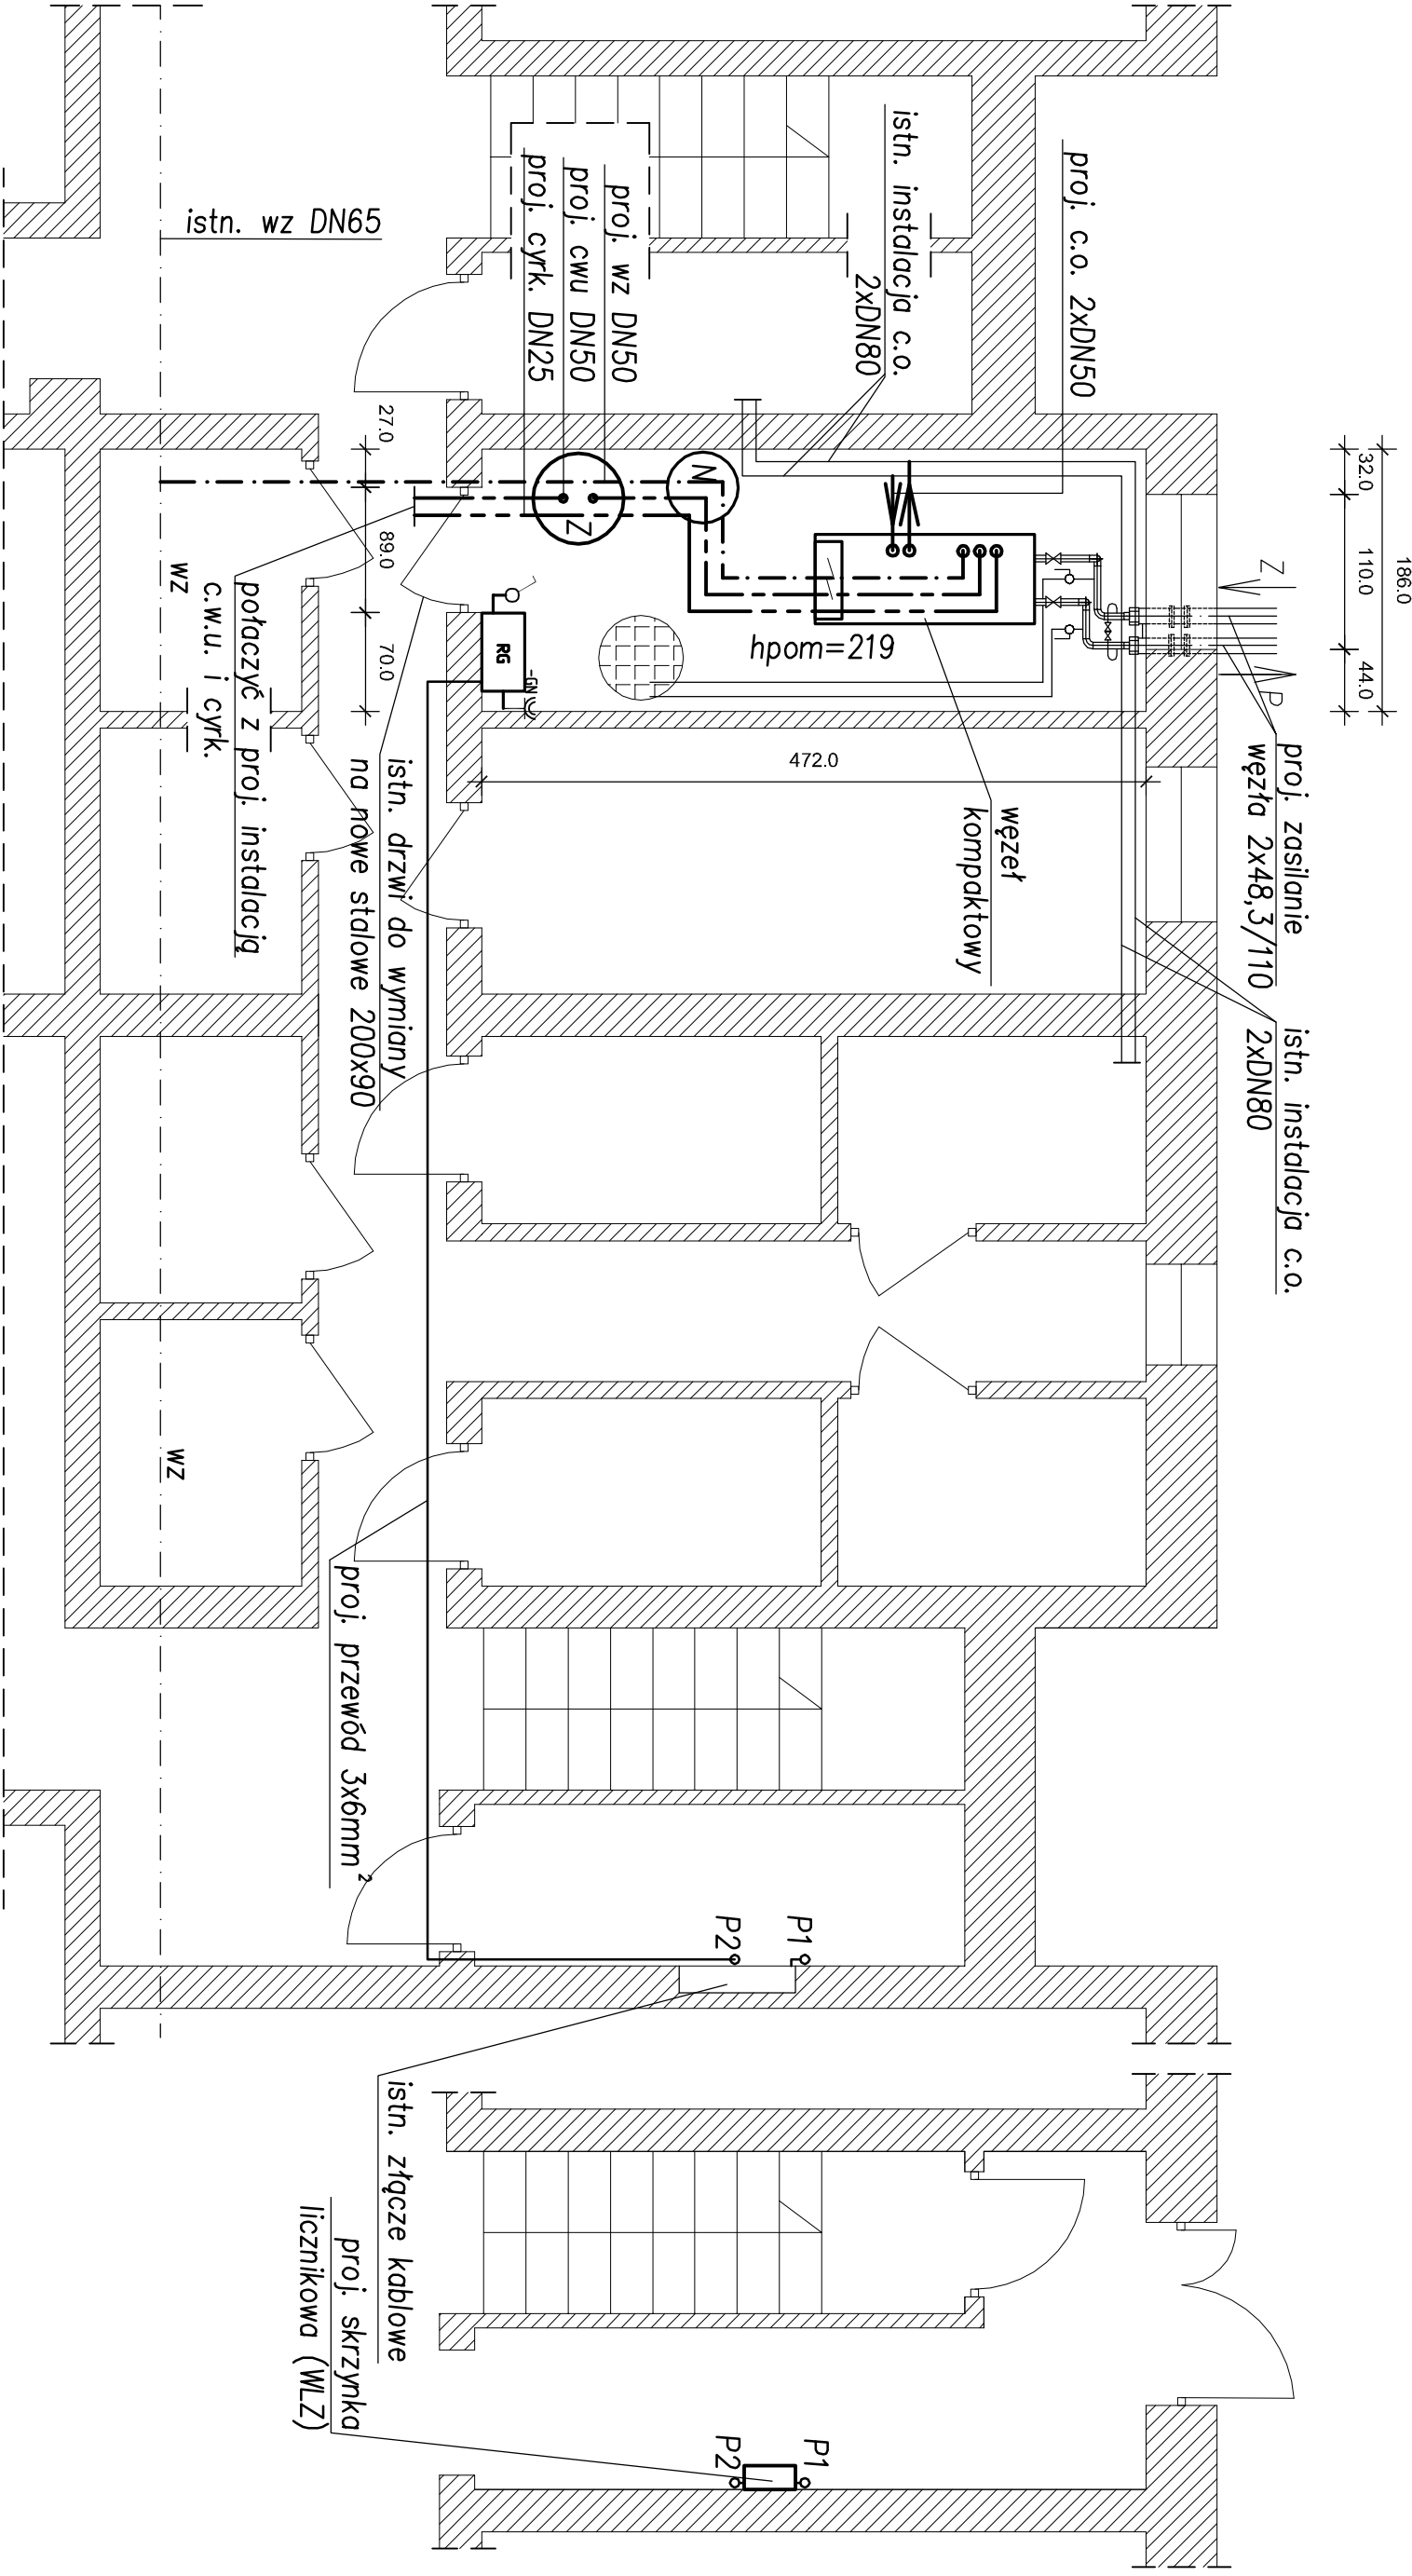 186.0
32.0
110.0
44.0
Z
P
proj. c.o. 2xDN50
istn. instalacja c.o.
2xDN80
proj. zasilanie
węzła 2x48,3/110
istn. instalacja c.o.
2xDN80
proj. wz DN50
proj. cwu DN50
proj. cyrk. DN25
istn. wz DN65
27.0
89.0
70.0
N
Z
hpom=219
RG
-GN
472.0
węzeł
kompaktowy
istn. drzwi do wymiany
na nowe stalowe 200x90
połaczyć z proj. instalacją
c.w.u. i cyrk.
wz
wz
proj. przewód 3x6mm²
P1
P2
istn. złącze kablowe
proj. skrzynka
licznikowa (WLZ)
P1
P2